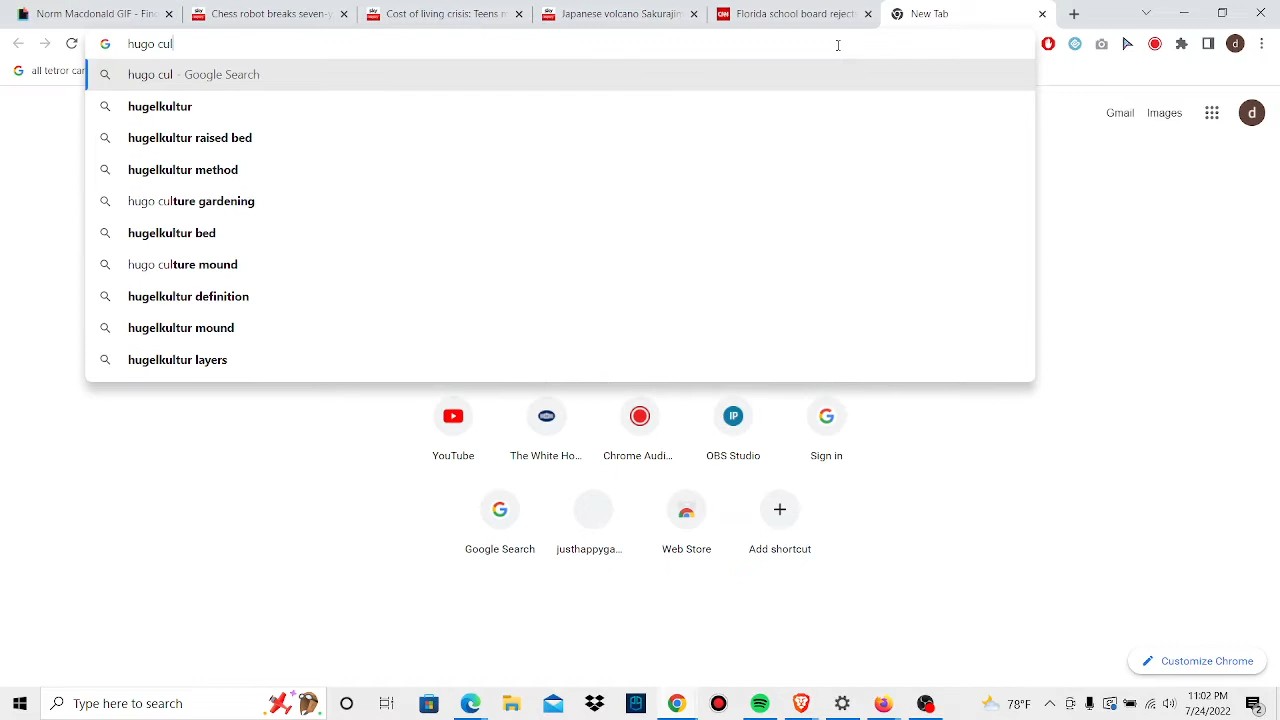 Norm Macdonald GIF - Finc
Chess robot breaks seven-y
Cost of living crisis: Teens m
Japanese volcano Sakurajim
CNN
Florida school board reject
New Tab
hugo cul
all tetror car
hugo cul - Google Search
hugelkultur
hugelkultur raised bed
hugelkultur method
hugo culture gardening
hugelkultur bed
hugo culture mound
hugelkultur definition
hugelkultur mound
hugelkultur layers
Gmail Images d
YouTube The White Ho... Chrome Audi... OBS Studio Sign in
Google Search justhappyga... Web Store Add shortcut
Customize Chrome
Type here to search
78°F
11:02 PM
7/24/2022